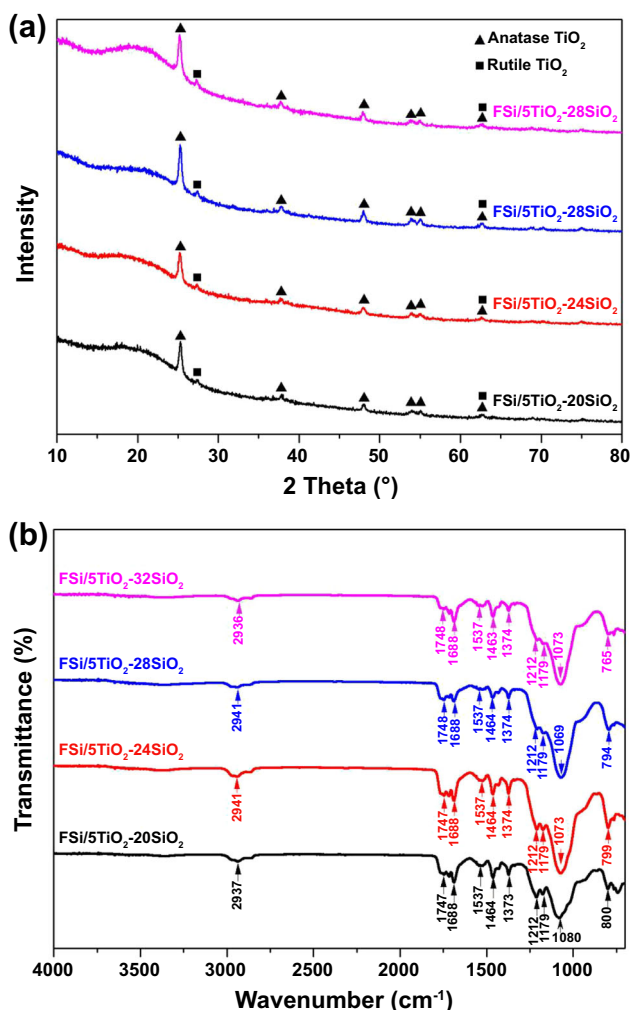 (a)
▲ Anatase TiO₂
■ Rutile TiO₂
FSi/5TiO₂-28SiO₂
FSi/5TiO₂-28SiO₂
FSi/5TiO₂-24SiO₂
FSi/5TiO₂-20SiO₂
Intensity
10 20 30 40 50 60 70 80
2 Theta (°)
(b)
FSi/5TiO₂-32SiO₂
2936 1748 1688 1537 1463 1374 1212 1179 1073 765
FSi/5TiO₂-28SiO₂
2941 1748 1688 1537 1464 1374 1212 1179 1069 794
FSi/5TiO₂-24SiO₂
2941 1747 1688 1537 1464 1374 1212 1179 1073 799
FSi/5TiO₂-20SiO₂
2937 1747 1688 1537 1464 1373 1212 1179 1080 800
Transmittance (%)
4000 3500 3000 2500 2000 1500 1000
Wavenumber (cm⁻¹)